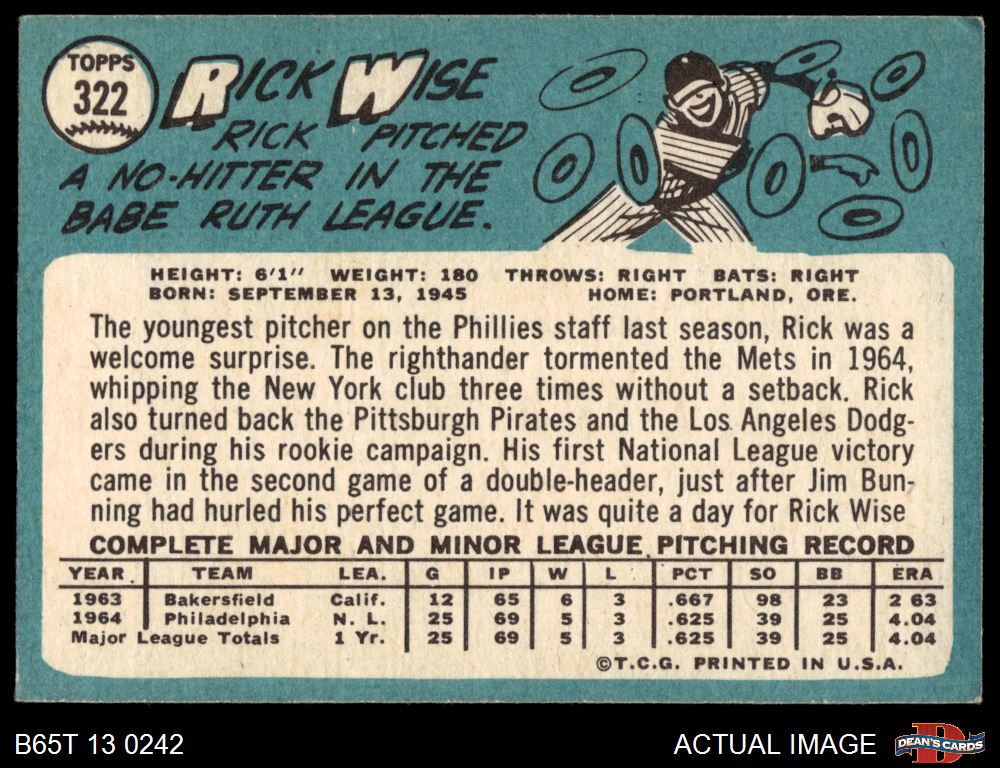 TOPPS
322
RICK WISE
RICK PITCHED
A NO-HITTER IN THE
BABE RUTH LEAGUE.
HEIGHT: 6'1" WEIGHT: 180 THROWS: RIGHT BATS: RIGHT
BORN: SEPTEMBER 13, 1945 HOME: PORTLAND, ORE.
The youngest pitcher on the Phillies staff last season, Rick was a
welcome surprise. The righthander tormented the Mets in 1964,
whipping the New York club three times without a setback. Rick
also turned back the Pittsburgh Pirates and the Los Angeles Dodg-
ers during his rookie campaign. His first National League victory
came in the second game of a double-header, just after Jim Bun-
ning had hurled his perfect game. It was quite a day for Rick Wise
COMPLETE MAJOR AND MINOR LEAGUE PITCHING RECORD
YEAR TEAM LEA. G IP W L PCT SO BB ERA
1963 Bakersfield Calif. 12 65 6 3 .667 98 23 2 63
1964 Philadelphia N. L. 25 69 5 3 .625 39 25 4.04
Major League Totals 1 Yr. 25 69 5 3 .625 39 25 4.04
©T.C.G. PRINTED IN U.S.A.
B65T 13 0242 ACTUAL IMAGE
D
DEAN'S CARDS